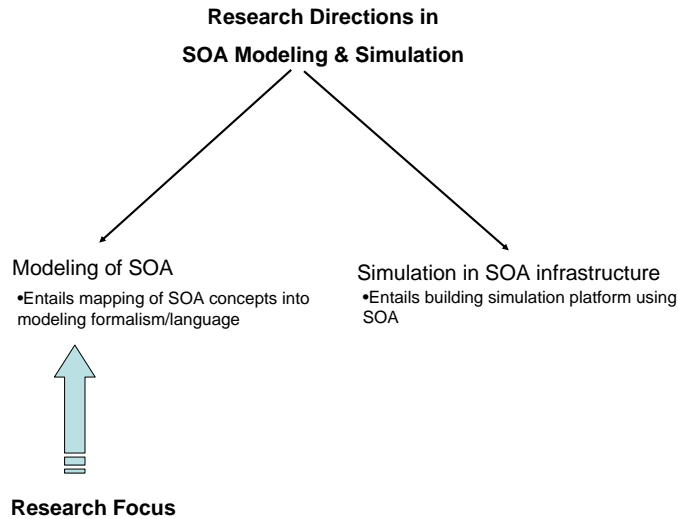 Research Directions in
SOA Modeling & Simulation
Modeling of SOA
•Entails mapping of SOA concepts into
modeling formalism/language
Simulation in SOA infrastructure
•Entails building simulation platform using
SOA
Research Focus